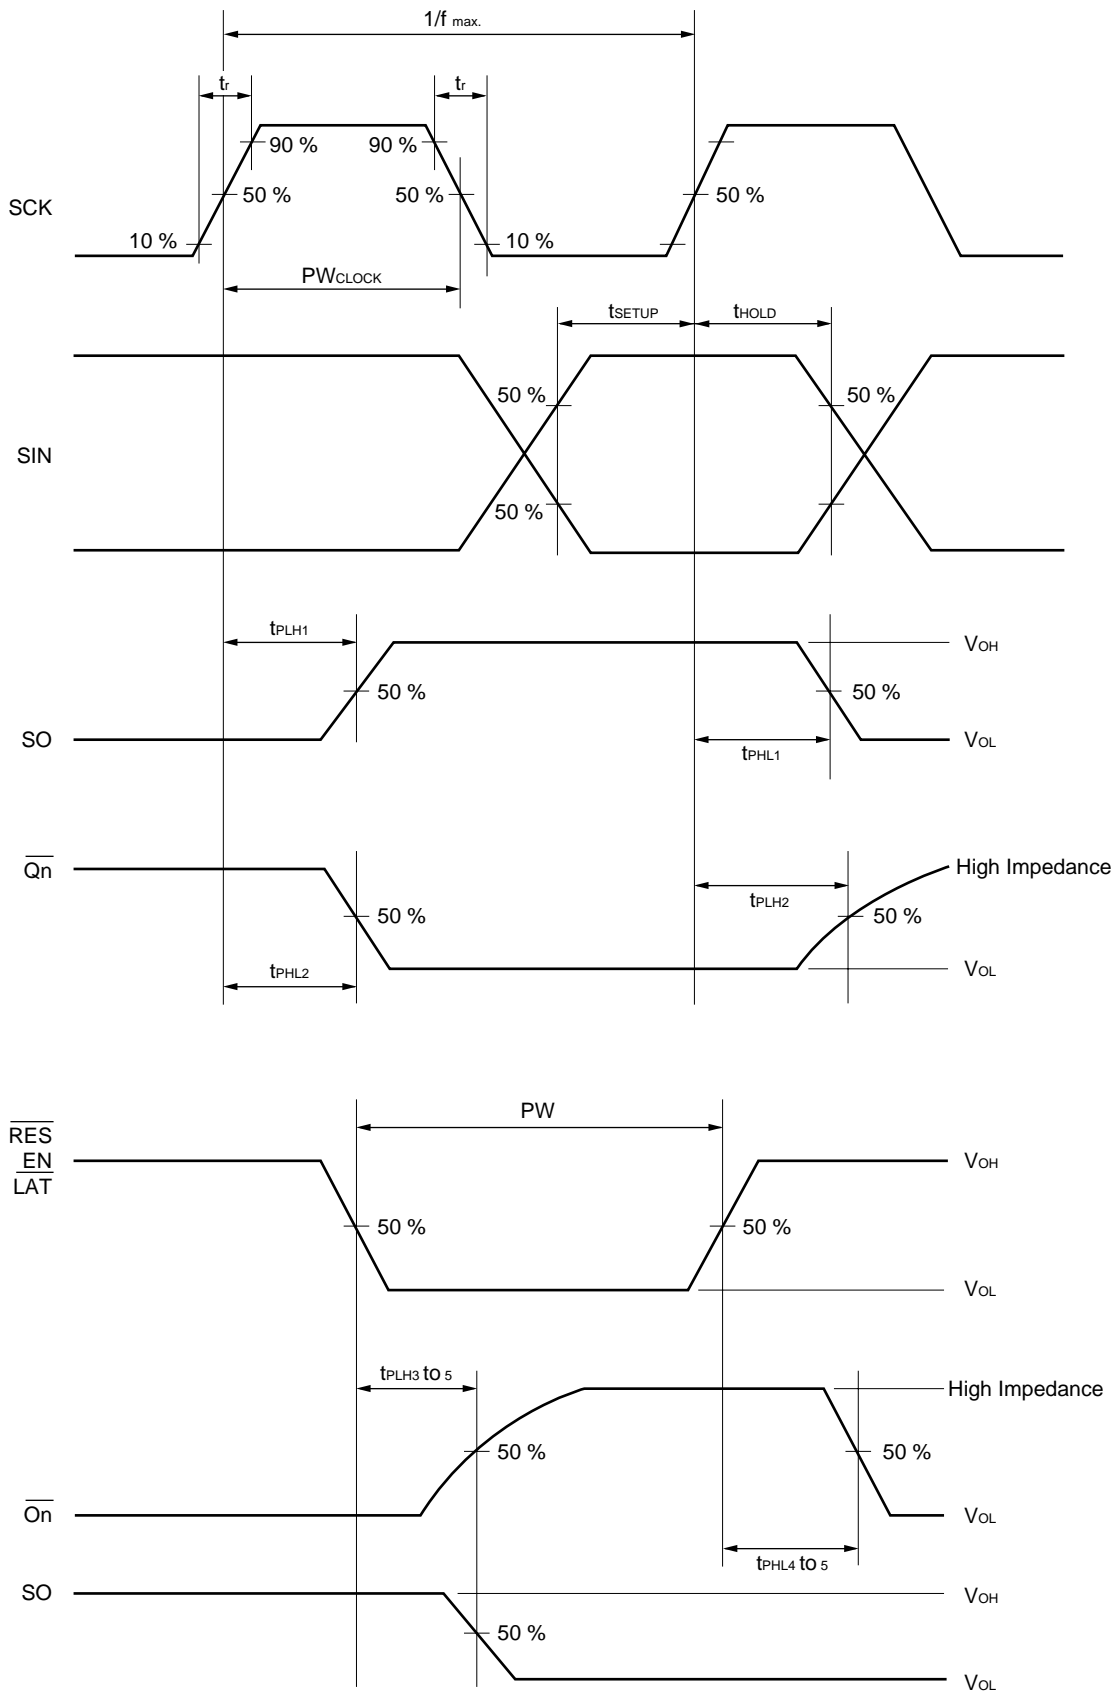 1/f max.
tr
tr
90 %
90 %
SCK
50 %
50 %
50 %
10 %
10 %
PWCLOCK
tSETUP
tHOLD
50 %
50 %
SIN
50 %
tPLH1
VOH
50 %
50 %
SO
VOL
tPHL1
Qn
High Impedance
tPLH2
50 %
50 %
tPHL2
VOL
PW
RES
EN
LAT
VOH
50 %
50 %
VOL
tPLH3 to 5
High Impedance
50 %
50 %
On
VOL
tPHL4 to 5
SO
VOH
50 %
VOL